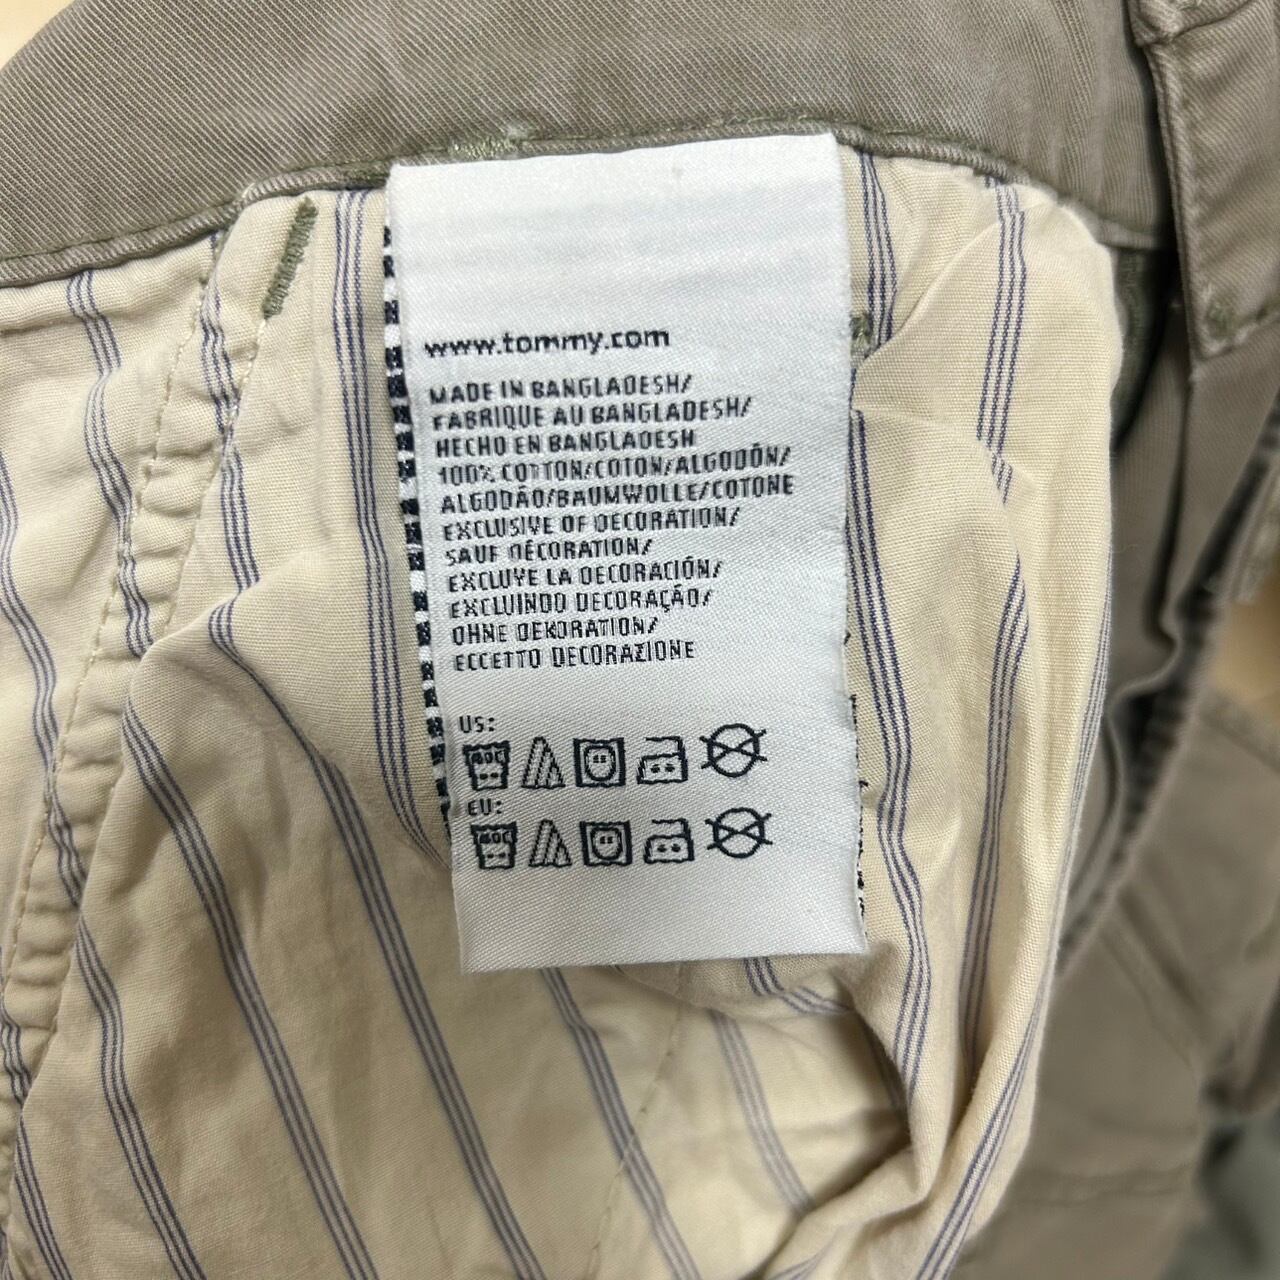 www.tommy.com
MADE IN BANGLADESH/
FABRIQUE AU BANGLADESH/
HECHO EN BANGLADESH
100% COTTON/COTON/ALGODÓN/
ALGODÃO/BAUMWOLLE/COTONE
EXCLUSIVE OF DECORATION/
SAUF DÉCORATION/
EXCLUYE LA DECORACIÓN/
EXCLUINDO DECORAÇÃO/
OHNE DEKORATION/
ECCETTO DECORAZIONE
US:
EU: